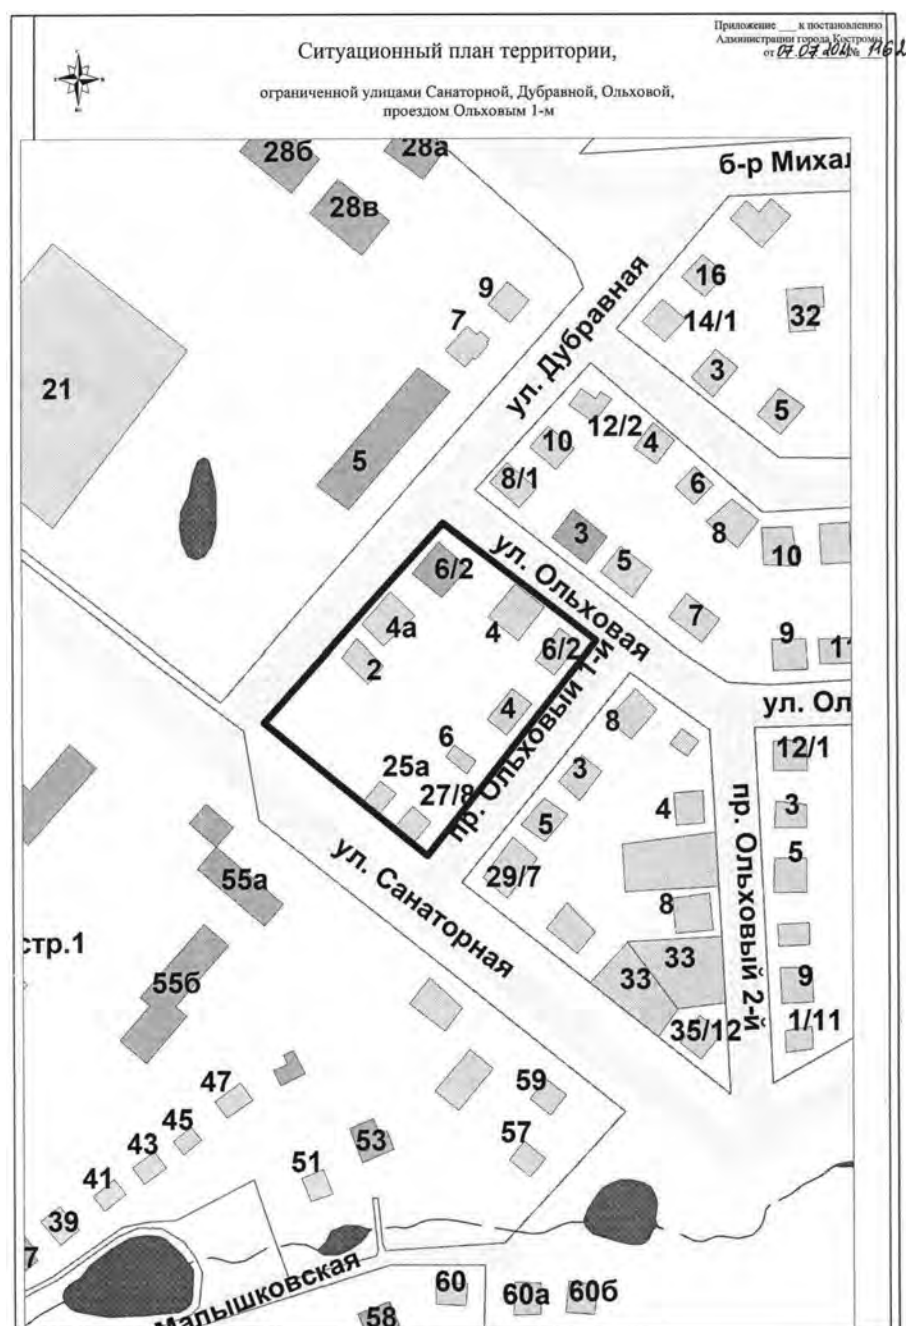 Приложение ___ к постановлению
Администрации города Костромы
от 07.07.2021 № 1162
Ситуационный план территории,
ограниченной улицами Санаторной, Дубравной, Ольховой,
проездом Ольховым 1-м
28б
28а
б-р Михал
28в
16
9
14/1
32
7
ул. Дубравная
3
21
5
12/2
10
4
5
8/1
6
3
8
10
ул. Ольховая
5
6/2
7
4а
4
6/2
9
11
2
4
ул. Ол
8
6
12/1
25а
3
27/8
пр. Ольховый 1-й
4
3
5
ул. Санаторная
5
29/7
55а
8
пр. Ольховый 2-й
стр.1
33
33
55б
9
35/12
1/11
47
59
45
53
57
43
51
41
39
7
Малышковская
60
60а
60б
58